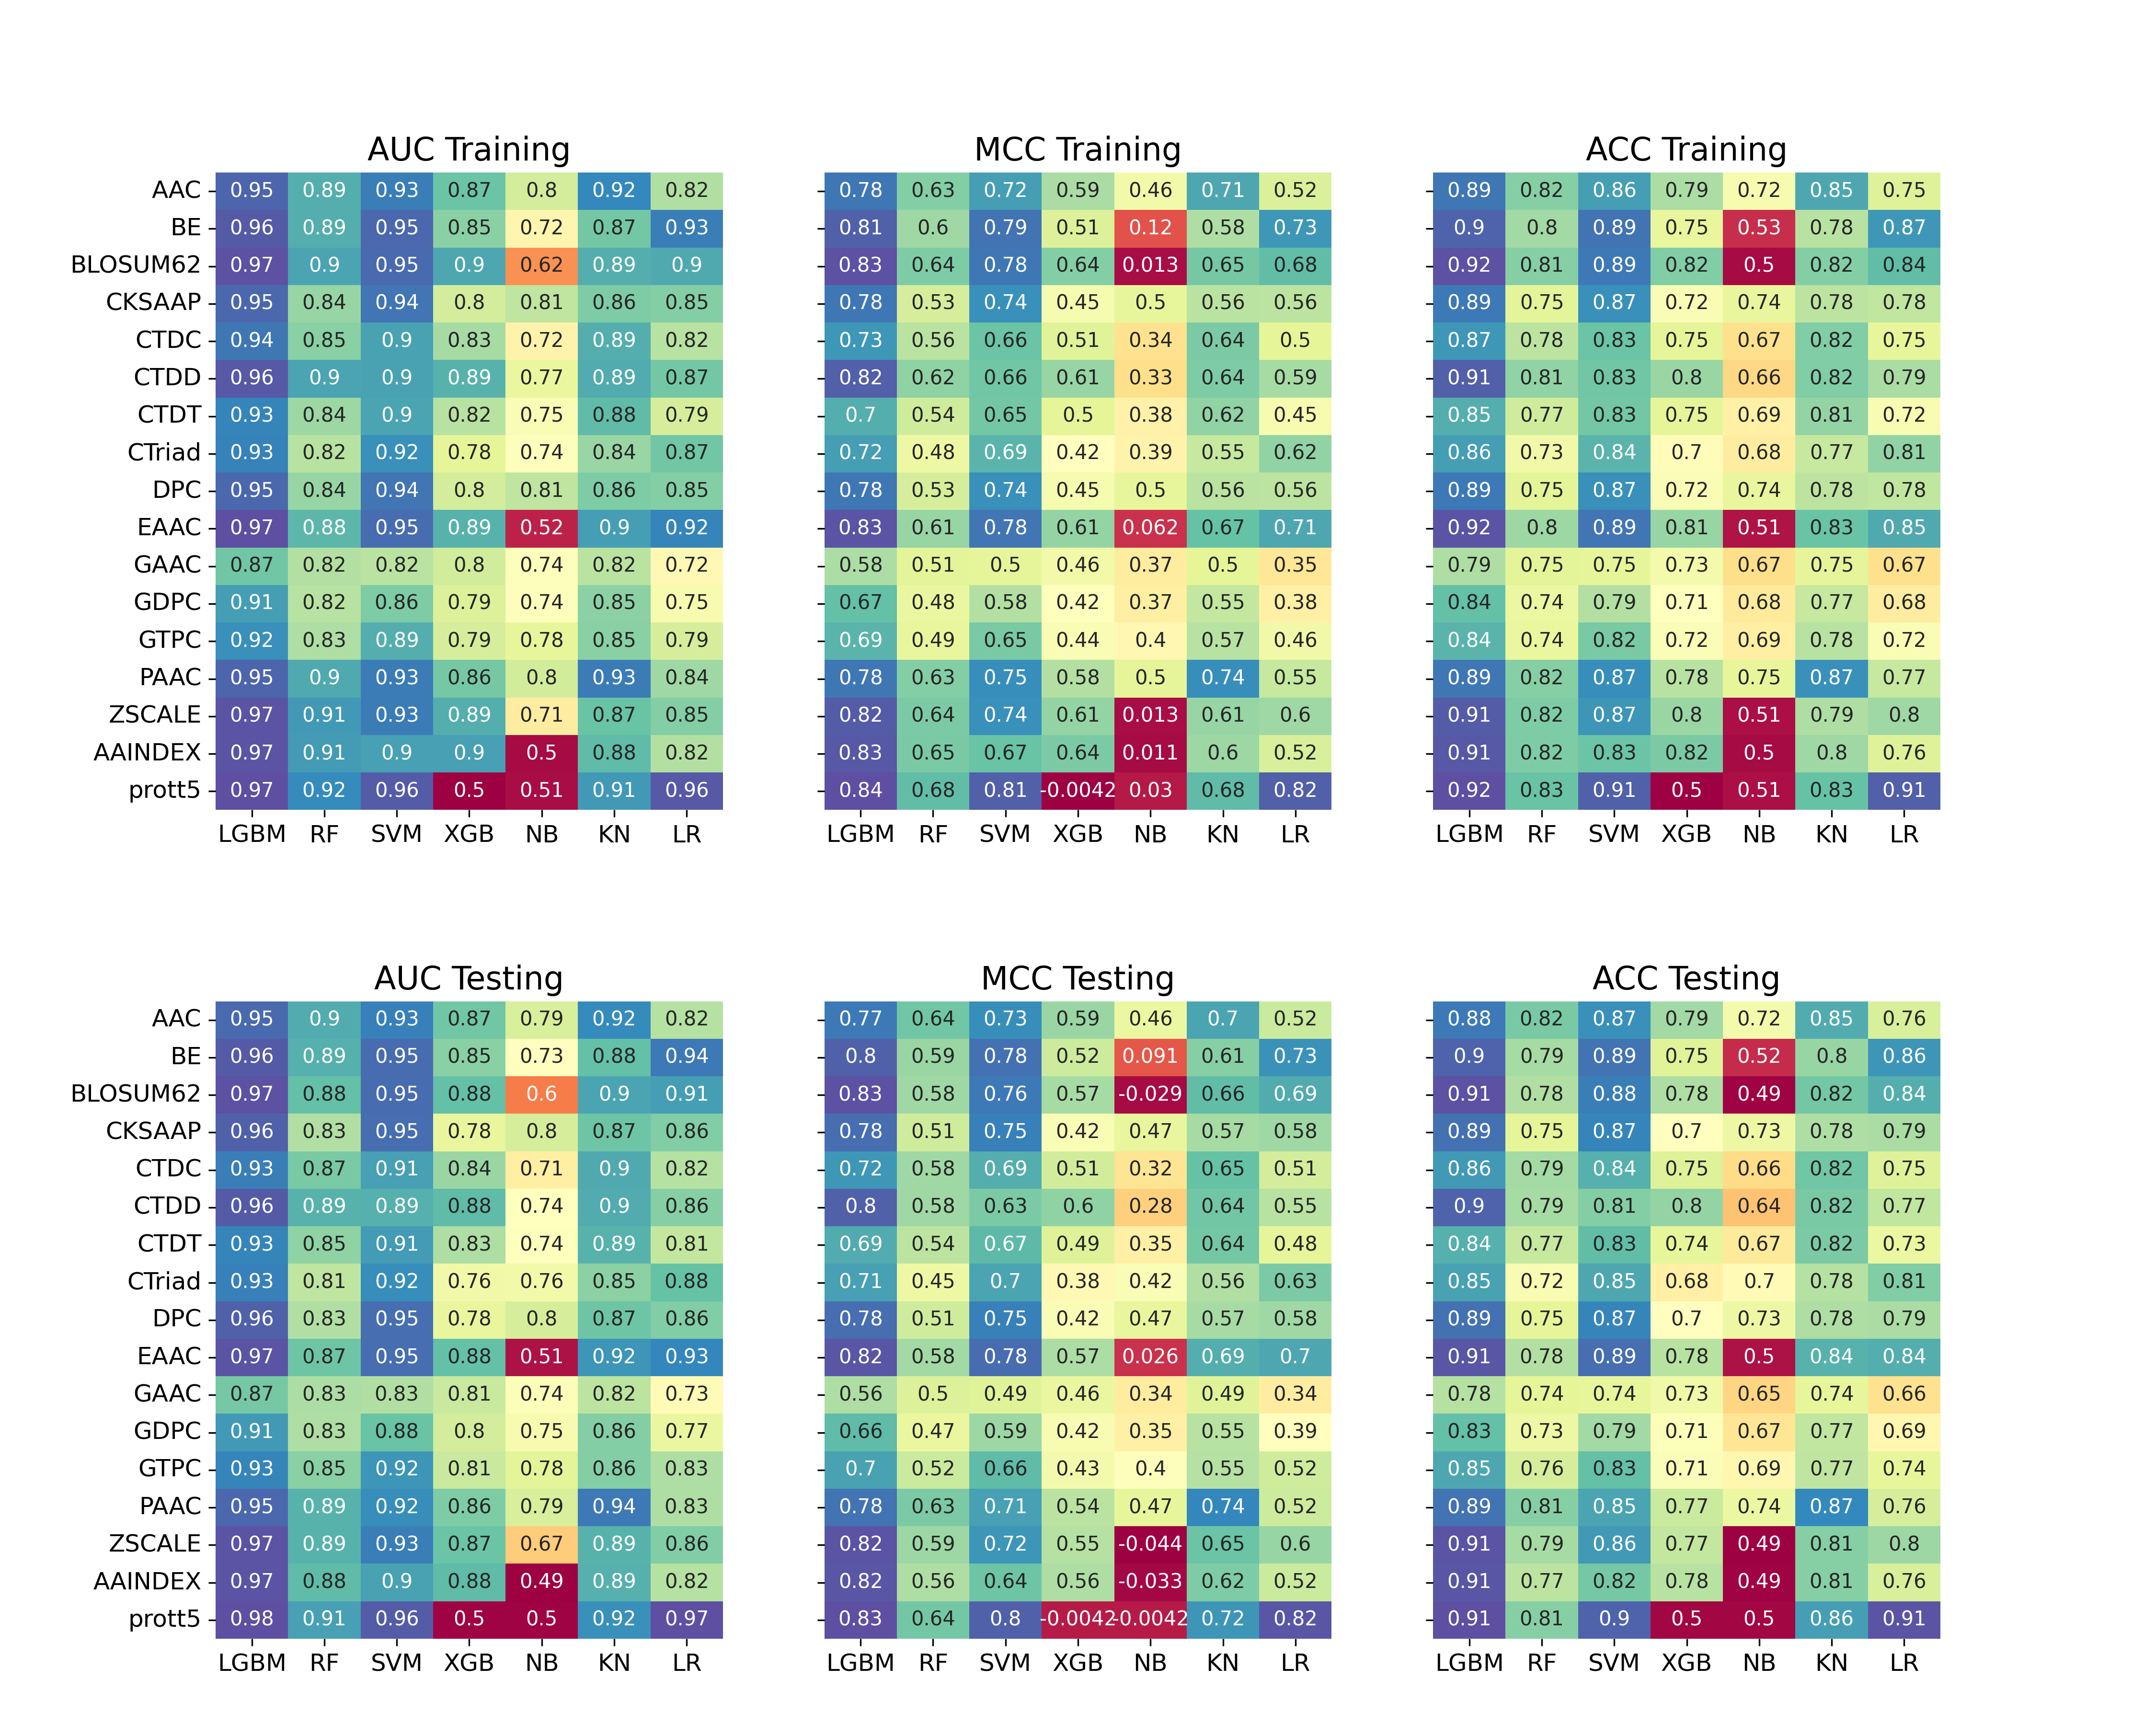 AUC Training MCC Training ACC Training
AAC 0.95 0.89 0.93 0.87 0.8 0.92 0.82 0.78 0.63 0.72 0.59 0.46 0.71 0.52 0.89 0.82 0.86 0.79 0.72 0.85 0.75
BE 0.96 0.89 0.95 0.85 0.72 0.87 0.93 0.81 0.6 0.79 0.51 0.12 0.58 0.73 0.9 0.8 0.89 0.75 0.53 0.78 0.87
BLOSUM62 0.97 0.9 0.95 0.9 0.62 0.89 0.9 0.83 0.64 0.78 0.64 0.013 0.65 0.68 0.92 0.81 0.89 0.82 0.5 0.82 0.84
CKSAAP 0.95 0.84 0.94 0.8 0.81 0.86 0.85 0.78 0.53 0.74 0.45 0.5 0.56 0.56 0.89 0.75 0.87 0.72 0.74 0.78 0.78
CTDC 0.94 0.85 0.9 0.83 0.72 0.89 0.82 0.73 0.56 0.66 0.51 0.34 0.64 0.5 0.87 0.78 0.83 0.75 0.67 0.82 0.75
CTDD 0.96 0.9 0.9 0.89 0.77 0.89 0.87 0.82 0.62 0.66 0.61 0.33 0.64 0.59 0.91 0.81 0.83 0.8 0.66 0.82 0.79
CTDT 0.93 0.84 0.9 0.82 0.75 0.88 0.79 0.7 0.54 0.65 0.5 0.38 0.62 0.45 0.85 0.77 0.83 0.75 0.69 0.81 0.72
CTriad 0.93 0.82 0.92 0.78 0.74 0.84 0.87 0.72 0.48 0.69 0.42 0.39 0.55 0.62 0.86 0.73 0.84 0.7 0.68 0.77 0.81
DPC 0.95 0.84 0.94 0.8 0.81 0.86 0.85 0.78 0.53 0.74 0.45 0.5 0.56 0.56 0.89 0.75 0.87 0.72 0.74 0.78 0.78
EAAC 0.97 0.88 0.95 0.89 0.52 0.9 0.92 0.83 0.61 0.78 0.61 0.062 0.67 0.71 0.92 0.8 0.89 0.81 0.51 0.83 0.85
GAAC 0.87 0.82 0.82 0.8 0.74 0.82 0.72 0.58 0.51 0.5 0.46 0.37 0.5 0.35 0.79 0.75 0.75 0.73 0.67 0.75 0.67
GDPC 0.91 0.82 0.86 0.79 0.74 0.85 0.75 0.67 0.48 0.58 0.42 0.37 0.55 0.38 0.84 0.74 0.79 0.71 0.68 0.77 0.68
GTPC 0.92 0.83 0.89 0.79 0.78 0.85 0.79 0.69 0.49 0.65 0.44 0.4 0.57 0.46 0.84 0.74 0.82 0.72 0.69 0.78 0.72
PAAC 0.95 0.9 0.93 0.86 0.8 0.93 0.84 0.78 0.63 0.75 0.58 0.5 0.74 0.55 0.89 0.82 0.87 0.78 0.75 0.87 0.77
ZSCALE 0.97 0.91 0.93 0.89 0.71 0.87 0.85 0.82 0.64 0.74 0.61 0.013 0.61 0.6 0.91 0.82 0.87 0.8 0.51 0.79 0.8
AAINDEX 0.97 0.91 0.9 0.9 0.5 0.88 0.82 0.83 0.65 0.67 0.64 0.011 0.6 0.52 0.91 0.82 0.83 0.82 0.5 0.8 0.76
prott5 0.97 0.92 0.96 0.5 0.51 0.91 0.96 0.84 0.68 0.81 -0.0042 0.03 0.68 0.82 0.92 0.83 0.91 0.5 0.51 0.83 0.91
LGBM RF SVM XGB NB KN LR LGBM RF SVM XGB NB KN LR LGBM RF SVM XGB NB KN LR
AUC Testing MCC Testing ACC Testing
AAC 0.95 0.9 0.93 0.87 0.79 0.92 0.82 0.77 0.64 0.73 0.59 0.46 0.7 0.52 0.88 0.82 0.87 0.79 0.72 0.85 0.76
BE 0.96 0.89 0.95 0.85 0.73 0.88 0.94 0.8 0.59 0.78 0.52 0.091 0.61 0.73 0.9 0.79 0.89 0.75 0.52 0.8 0.86
BLOSUM62 0.97 0.88 0.95 0.88 0.6 0.9 0.91 0.83 0.58 0.76 0.57 -0.029 0.66 0.69 0.91 0.78 0.88 0.78 0.49 0.82 0.84
CKSAAP 0.96 0.83 0.95 0.78 0.8 0.87 0.86 0.78 0.51 0.75 0.42 0.47 0.57 0.58 0.89 0.75 0.87 0.7 0.73 0.78 0.79
CTDC 0.93 0.87 0.91 0.84 0.71 0.9 0.82 0.72 0.58 0.69 0.51 0.32 0.65 0.51 0.86 0.79 0.84 0.75 0.66 0.82 0.75
CTDD 0.96 0.89 0.89 0.88 0.74 0.9 0.86 0.8 0.58 0.63 0.6 0.28 0.64 0.55 0.9 0.79 0.81 0.8 0.64 0.82 0.77
CTDT 0.93 0.85 0.91 0.83 0.74 0.89 0.81 0.69 0.54 0.67 0.49 0.35 0.64 0.48 0.84 0.77 0.83 0.74 0.67 0.82 0.73
CTriad 0.93 0.81 0.92 0.76 0.76 0.85 0.88 0.71 0.45 0.7 0.38 0.42 0.56 0.63 0.85 0.72 0.85 0.68 0.7 0.78 0.81
DPC 0.96 0.83 0.95 0.78 0.8 0.87 0.86 0.78 0.51 0.75 0.42 0.47 0.57 0.58 0.89 0.75 0.87 0.7 0.73 0.78 0.79
EAAC 0.97 0.87 0.95 0.88 0.51 0.92 0.93 0.82 0.58 0.78 0.57 0.026 0.69 0.7 0.91 0.78 0.89 0.78 0.5 0.84 0.84
GAAC 0.87 0.83 0.83 0.81 0.74 0.82 0.73 0.56 0.5 0.49 0.46 0.34 0.49 0.34 0.78 0.74 0.74 0.73 0.65 0.74 0.66
GDPC 0.91 0.83 0.88 0.8 0.75 0.86 0.77 0.66 0.47 0.59 0.42 0.35 0.55 0.39 0.83 0.73 0.79 0.71 0.67 0.77 0.69
GTPC 0.93 0.85 0.92 0.81 0.78 0.86 0.83 0.7 0.52 0.66 0.43 0.4 0.55 0.52 0.85 0.76 0.83 0.71 0.69 0.77 0.74
PAAC 0.95 0.89 0.92 0.86 0.79 0.94 0.83 0.78 0.63 0.71 0.54 0.47 0.74 0.52 0.89 0.81 0.85 0.77 0.74 0.87 0.76
ZSCALE 0.97 0.89 0.93 0.87 0.67 0.89 0.86 0.82 0.59 0.72 0.55 -0.044 0.65 0.6 0.91 0.79 0.86 0.77 0.49 0.81 0.8
AAINDEX 0.97 0.88 0.9 0.88 0.49 0.89 0.82 0.82 0.56 0.64 0.56 -0.033 0.62 0.52 0.91 0.77 0.82 0.78 0.49 0.81 0.76
prott5 0.98 0.91 0.96 0.5 0.5 0.92 0.97 0.83 0.64 0.8 -0.0042 -0.0042 0.72 0.82 0.91 0.81 0.9 0.5 0.5 0.86 0.91
LGBM RF SVM XGB NB KN LR LGBM RF SVM XGB NB KN LR LGBM RF SVM XGB NB KN LR